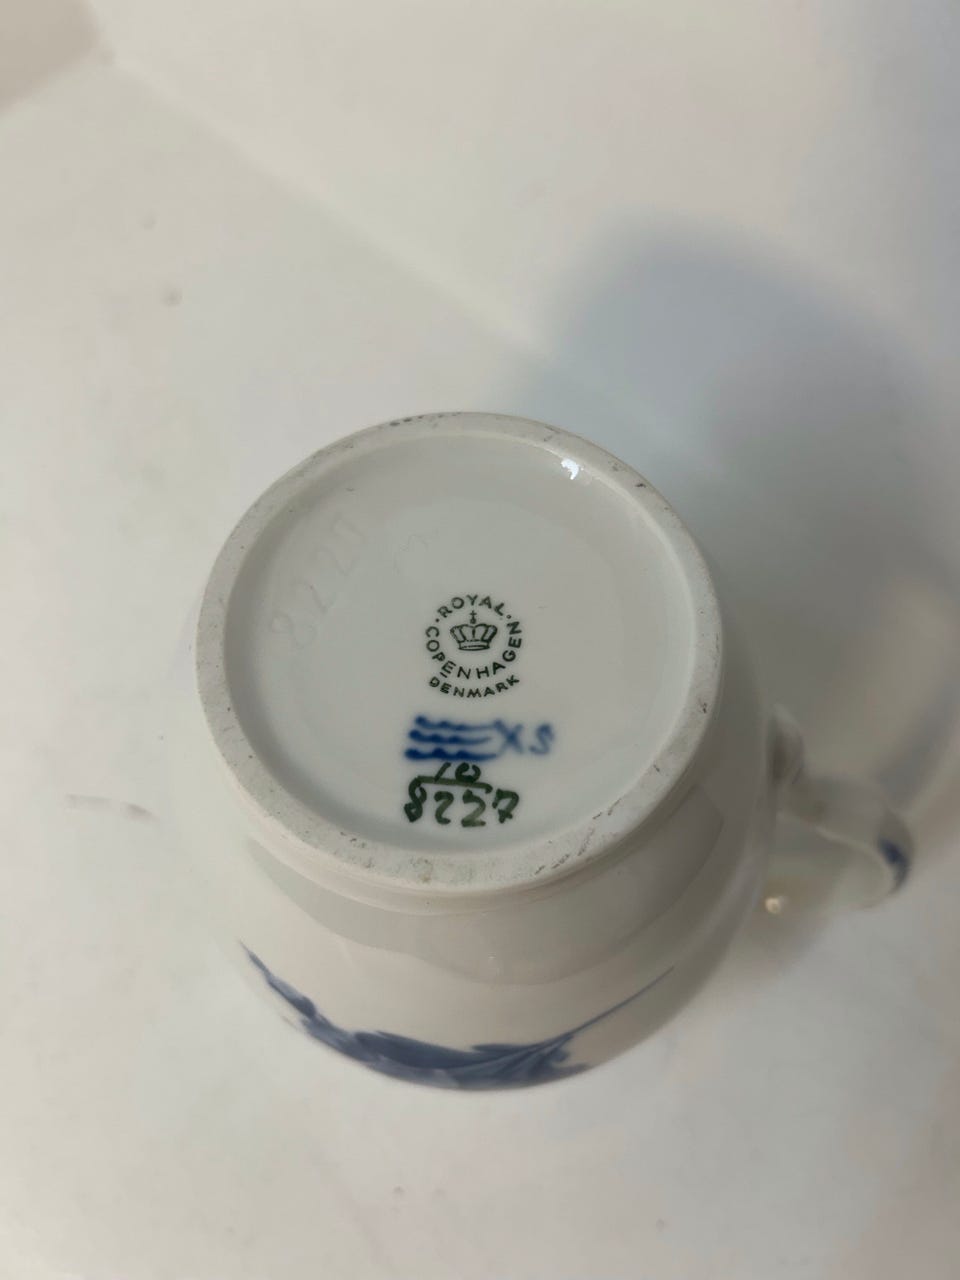 ROYAL
COPENHAGEN
DENMARK
XS
10
8227